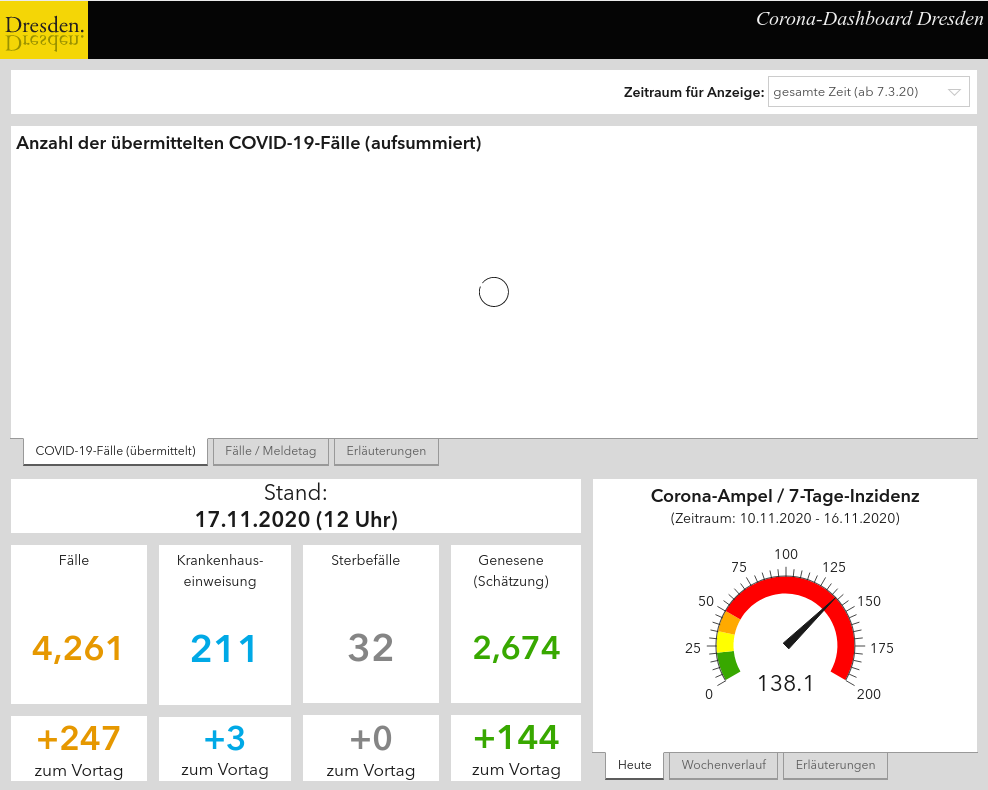 Dresden.
Dresden.
Corona-Dashboard Dresden
Zeitraum für Anzeige: gesamte Zeit (ab 7.3.20)
Anzahl der übermittelten COVID-19-Fälle (aufsummiert)
COVID-19-Fälle (übermittelt) Fälle / Meldetag Erläuterungen
Stand:
17.11.2020 (12 Uhr)
Fälle
4,261
+247
zum Vortag
Krankenhaus-
einweisung
211
+3
zum Vortag
Sterbefälle
32
+0
zum Vortag
Genesene
(Schätzung)
2,674
+144
zum Vortag
Corona-Ampel / 7-Tage-Inzidenz
(Zeitraum: 10.11.2020 - 16.11.2020)
0
25
50
75
100
125
150
175
200
138.1
Heute Wochenverlauf Erläuterungen